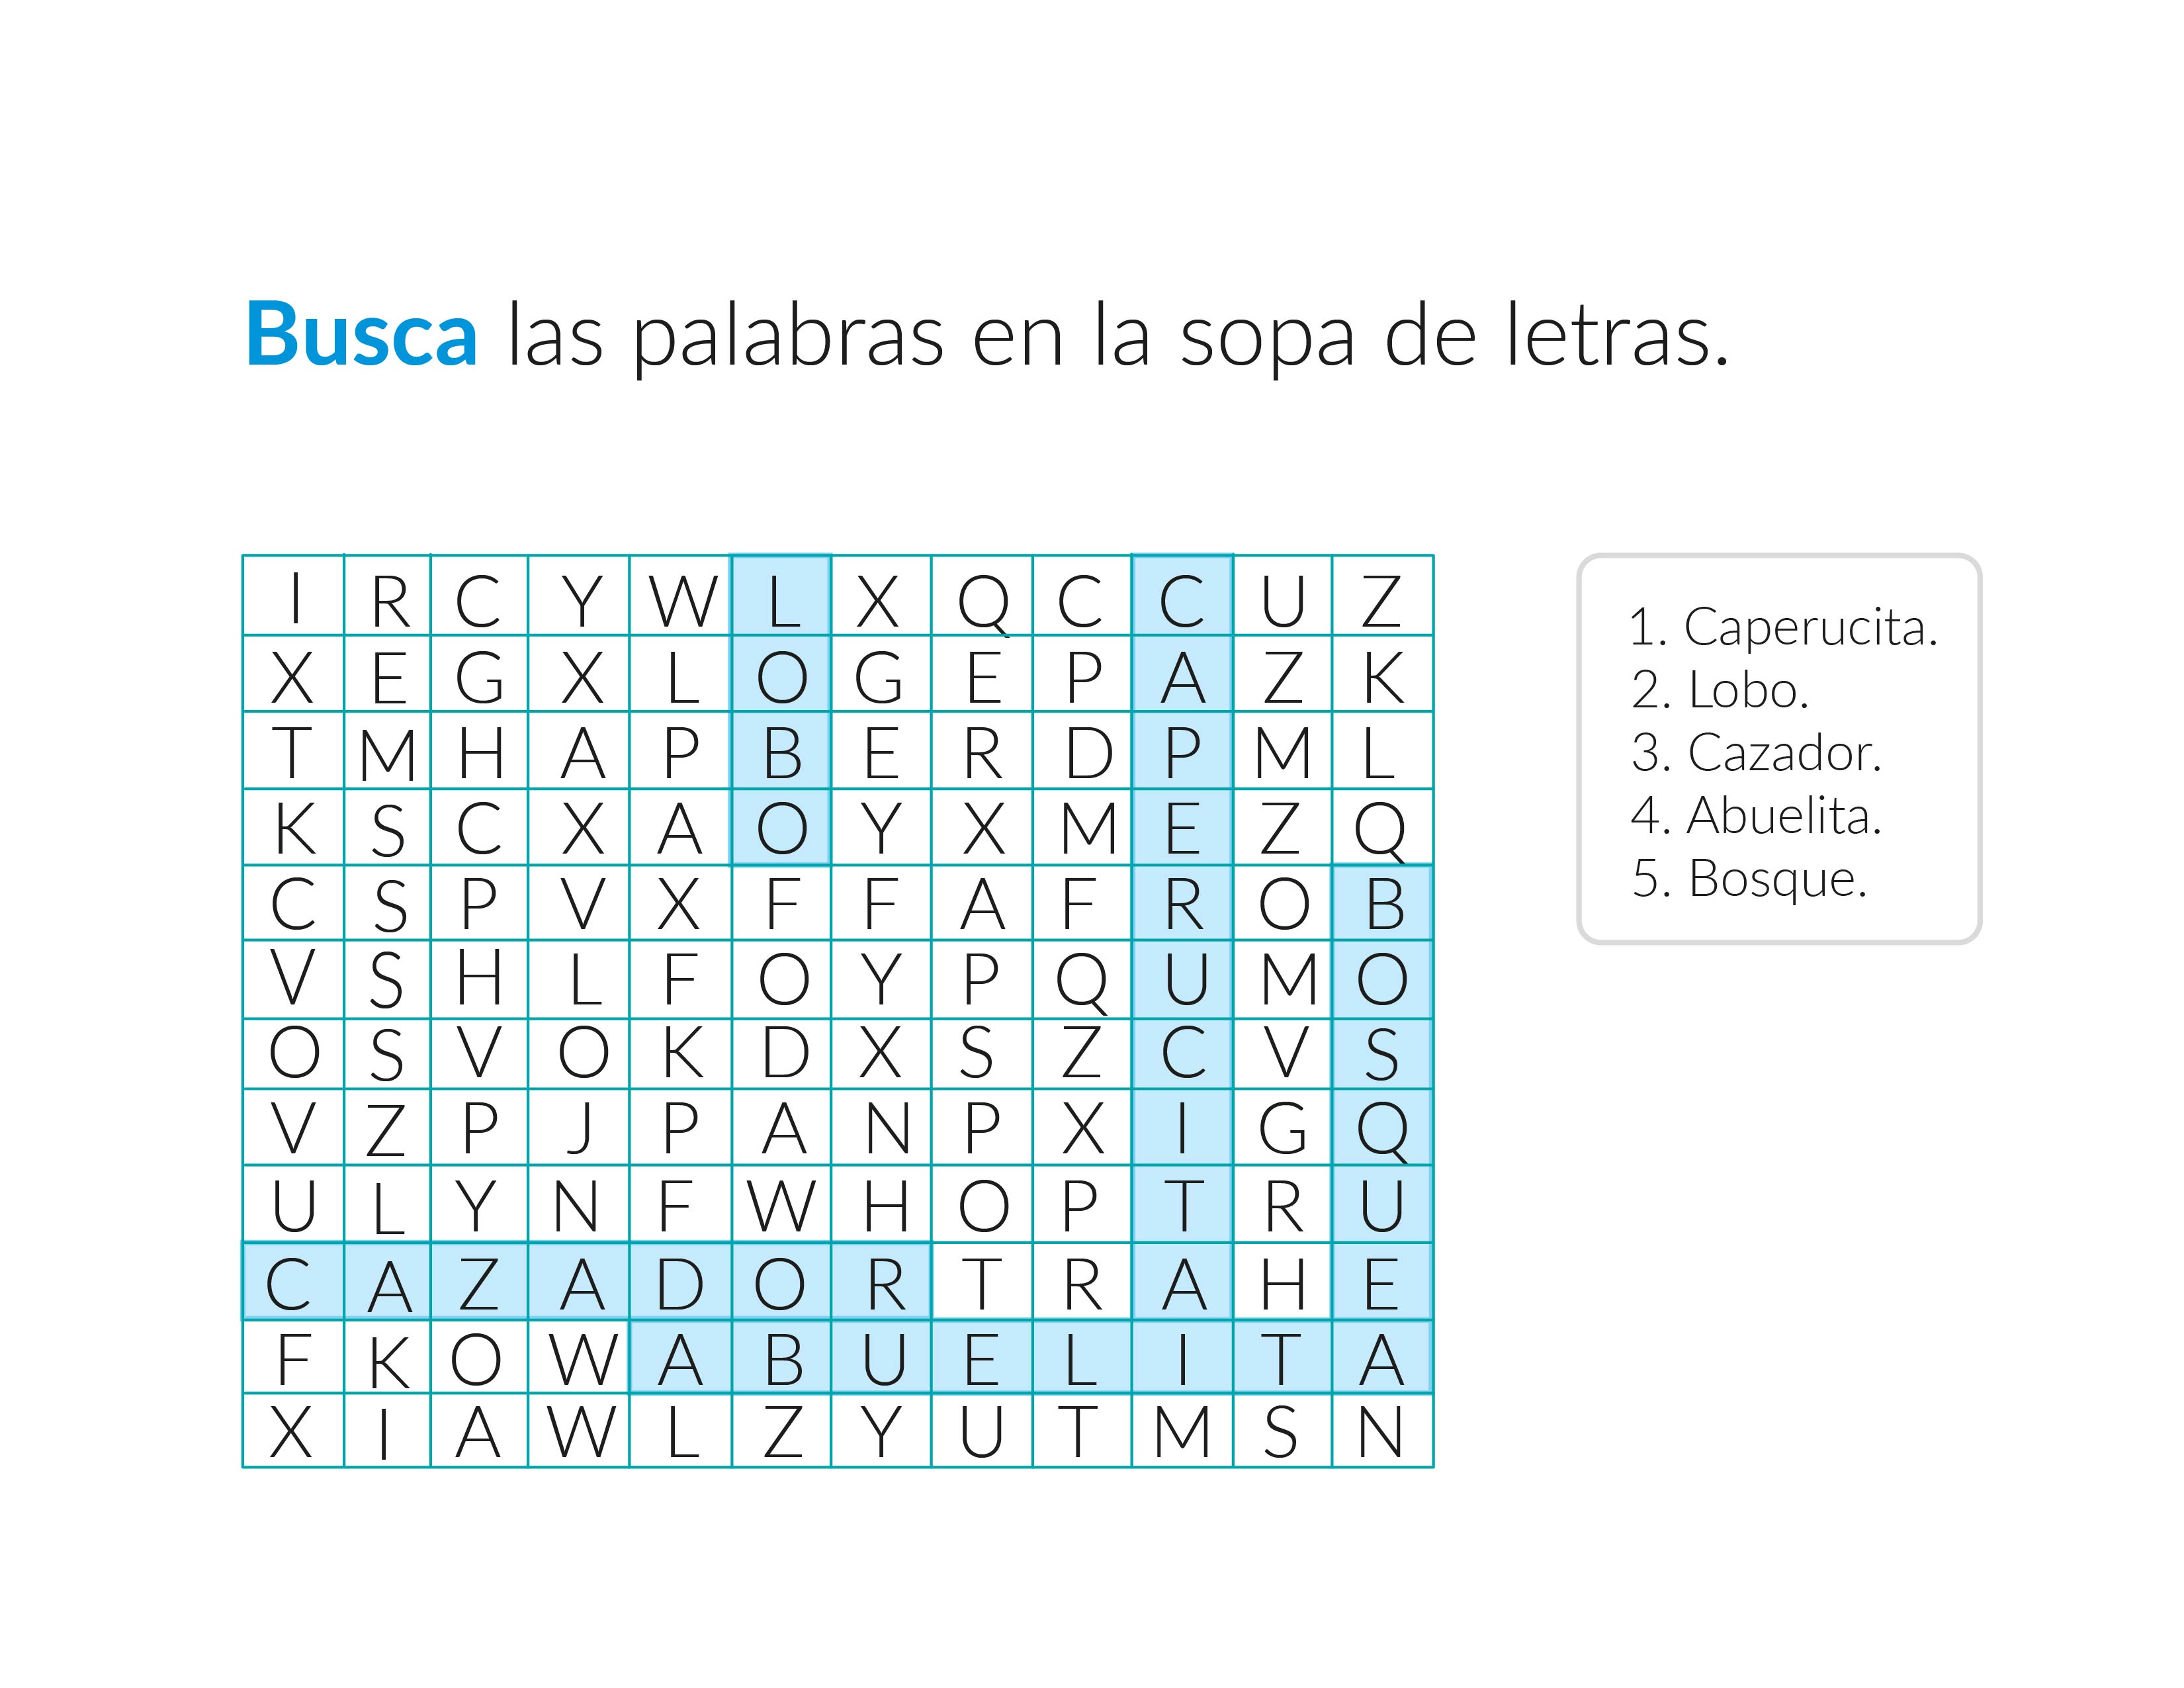 Busca las palabras en la sopa de letras.
I R C Y W L X Q C C U Z
X E G X L O G E P A Z K
T M H A P B E R D P M L
K S C X A O Y X M E Z Q
C S P V X F F A F R O B
V S H L F O Y P Q U M O
O S V O K D X S Z C V S
V Z P J P A N P X I G Q
U L Y N F W H O P T R U
C A Z A D O R T R A H E
F K O W A B U E L I T A
X I A W L Z Y U T M S N
1. Caperucita.
2. Lobo.
3. Cazador.
4. Abuelita.
5. Bosque.